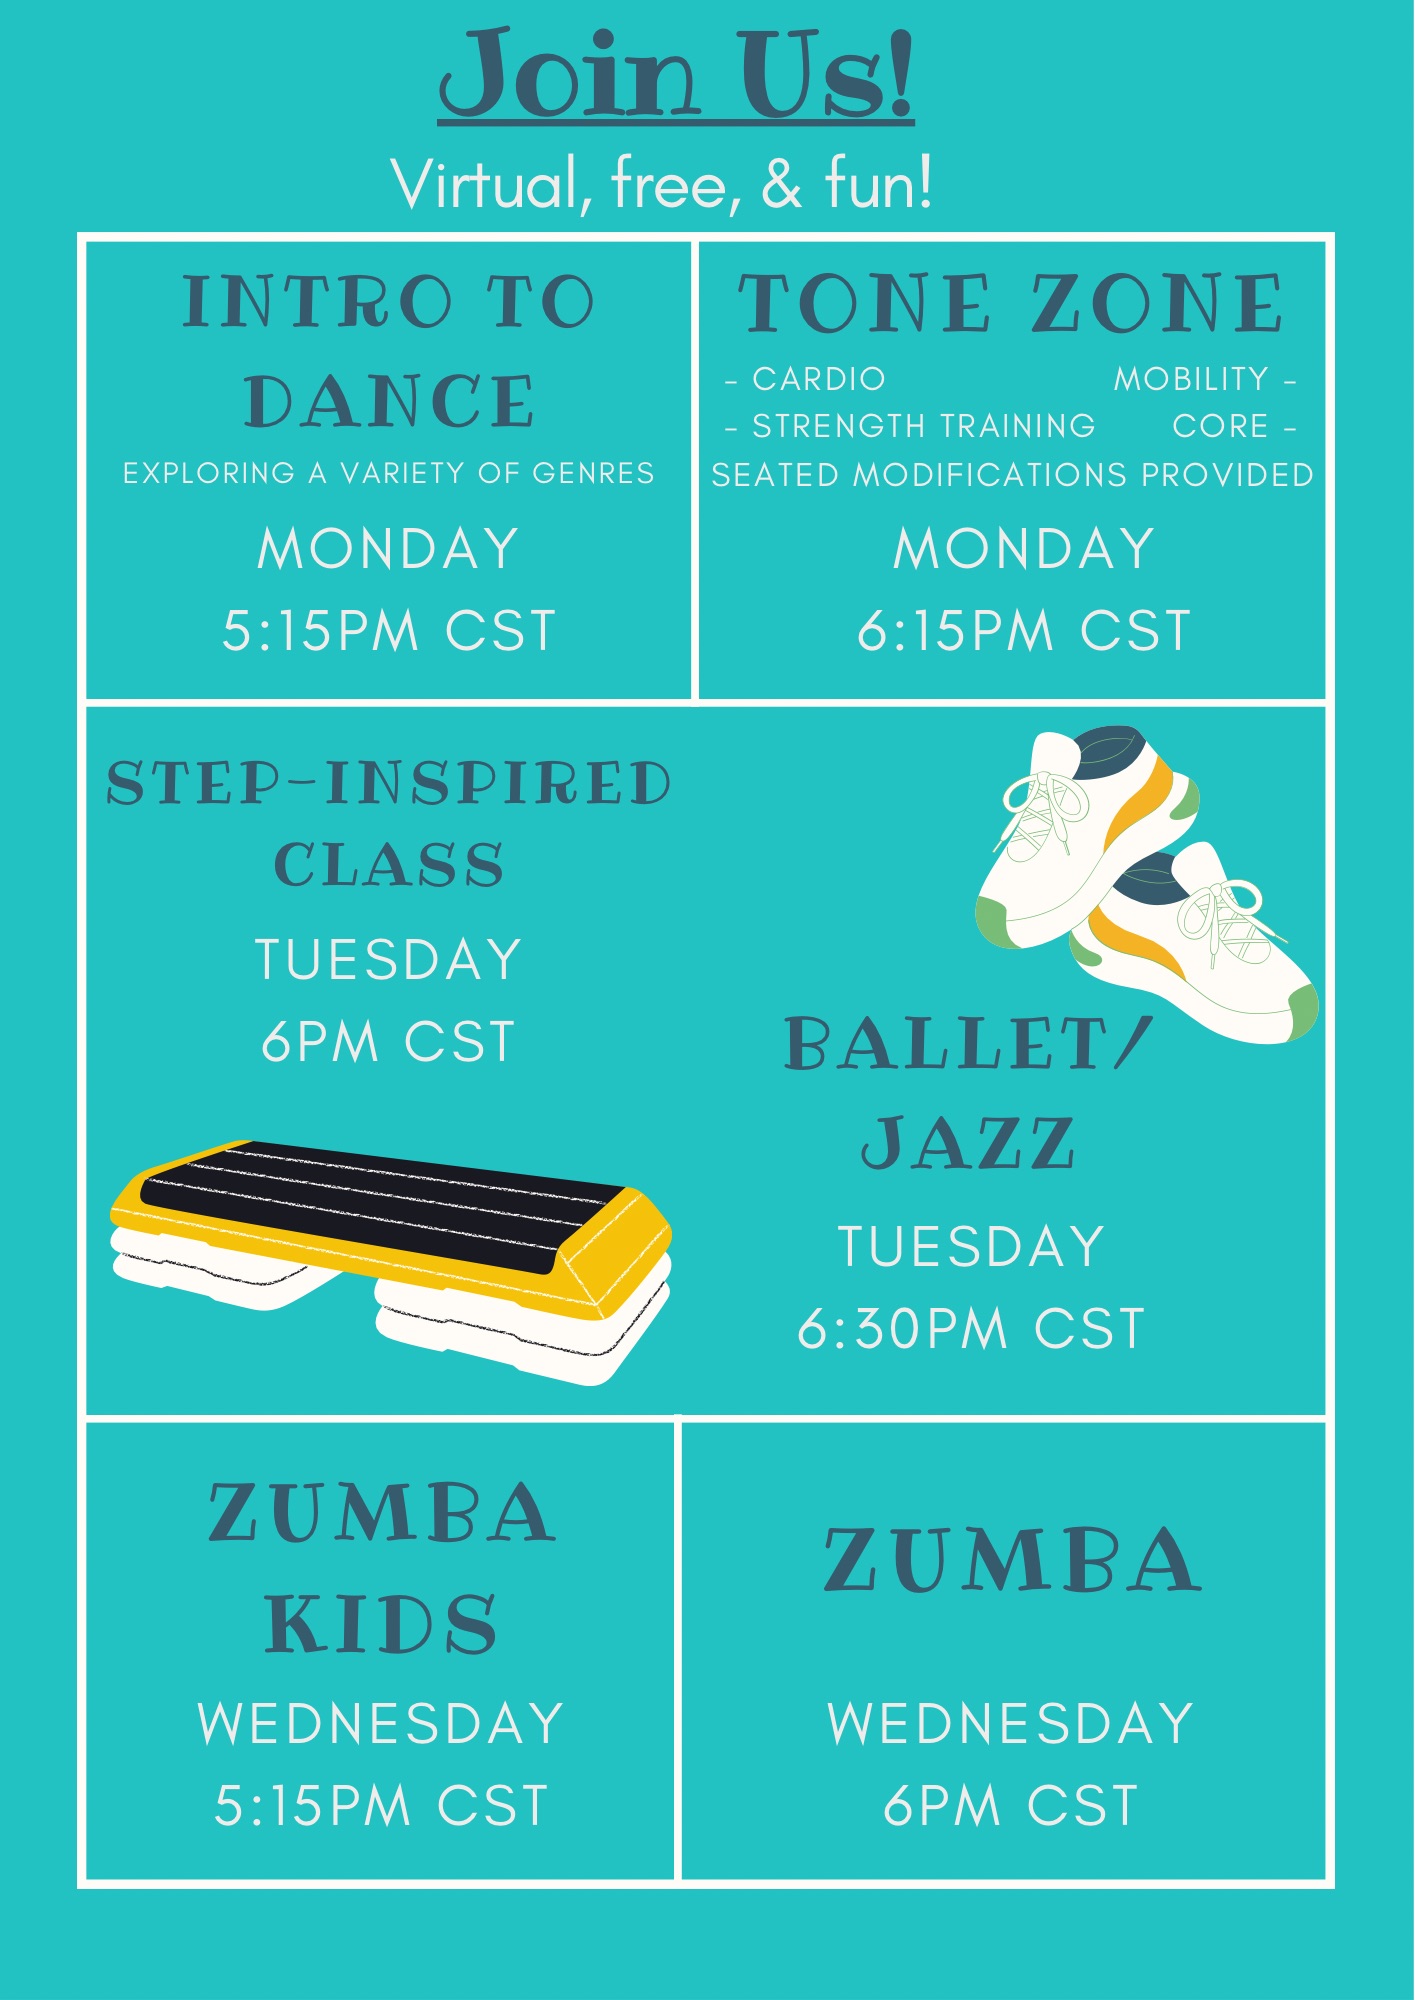 Join Us!
Virtual, free, & fun!
INTRO TO
DANCE
EXPLORING A VARIETY OF GENRES
MONDAY
5:15PM CST
TONE ZONE
- CARDIO MOBILITY -
- STRENGTH TRAINING CORE -
SEATED MODIFICATIONS PROVIDED
MONDAY
6:15PM CST
STEP-INSPIRED
CLASS
TUESDAY
6PM CST
BALLET/
JAZZ
TUESDAY
6:30PM CST
ZUMBA
KIDS
WEDNESDAY
5:15PM CST
ZUMBA
WEDNESDAY
6PM CST